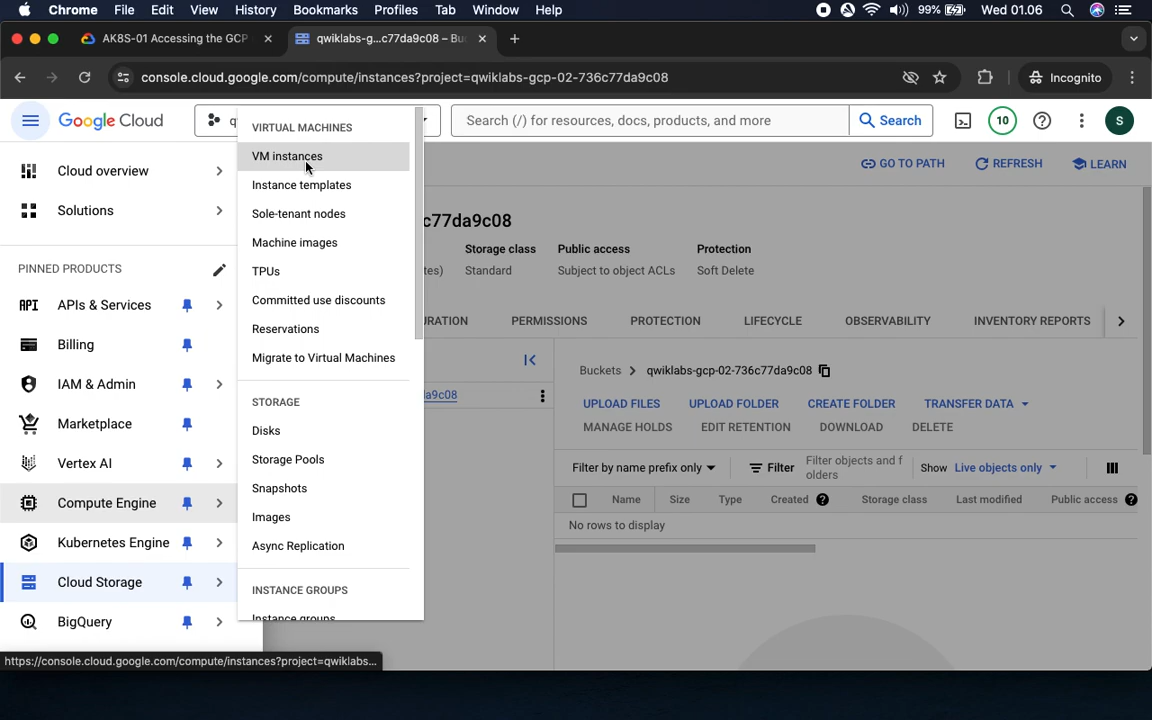 Chrome File Edit View History Bookmarks Profiles Tab Window Help 99% Wed 01.06
AK8S-01 Accessing the GCP
qwiklabs-g...c77da9c08 – Bu
console.cloud.google.com/compute/instances?project=qwiklabs-gcp-02-736c77da9c08
Incognito
Google Cloud
q
Search (/) for resources, docs, products, and more
Search
10
S
Cloud overview
Solutions
PINNED PRODUCTS
API APIs & Services
Billing
IAM & Admin
Marketplace
Vertex AI
Compute Engine
Kubernetes Engine
Cloud Storage
BigQuery
https://console.cloud.google.com/compute/instances?project=qwiklabs...
VIRTUAL MACHINES
VM instances
Instance templates
Sole-tenant nodes
Machine images
TPUs
Committed use discounts
Reservations
Migrate to Virtual Machines
STORAGE
Disks
Storage Pools
Snapshots
Images
Async Replication
INSTANCE GROUPS
Instance groups
GO TO PATH REFRESH LEARN
c77da9c08
Storage class Public access Protection
tes) Standard Subject to object ACLs Soft Delete
URATION PERMISSIONS PROTECTION LIFECYCLE OBSERVABILITY INVENTORY REPORTS
la9c08
Buckets > qwiklabs-gcp-02-736c77da9c08
UPLOAD FILES UPLOAD FOLDER CREATE FOLDER TRANSFER DATA
MANAGE HOLDS EDIT RETENTION DOWNLOAD DELETE
Filter by name prefix only Filter Filter objects and f
olders
Show Live objects only
Name Size Type Created Storage class Last modified Public access
No rows to display